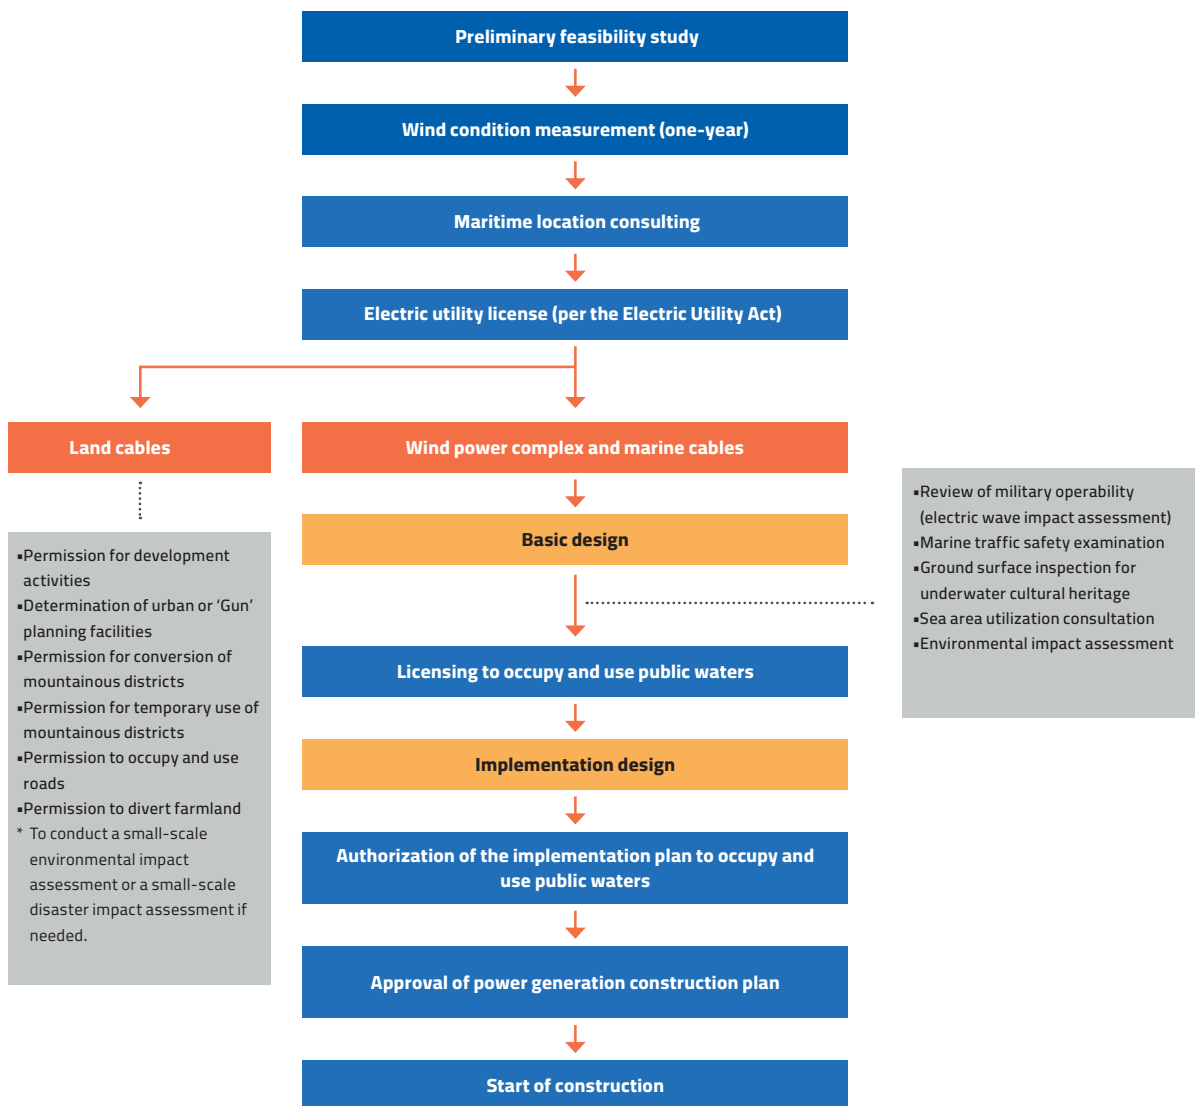 Preliminary feasibility study
Wind condition measurement (one-year)
Maritime location consulting
Electric utility license (per the Electric Utility Act)
Land cables
▪Permission for development
activities
▪Determination of urban or ‘Gun’
planning facilities
▪Permission for conversion of
mountainous districts
▪Permission for temporary use of
mountainous districts
▪Permission to occupy and use
roads
▪Permission to divert farmland
* To conduct a small-scale
environmental impact
assessment or a small-scale
disaster impact assessment if
needed.
Wind power complex and marine cables
Basic design
▪Review of military operability
(electric wave impact assessment)
▪Marine traffic safety examination
▪Ground surface inspection for
underwater cultural heritage
▪Sea area utilization consultation
▪Environmental impact assessment
Licensing to occupy and use public waters
Implementation design
Authorization of the implementation plan to occupy and
use public waters
Approval of power generation construction plan
Start of construction